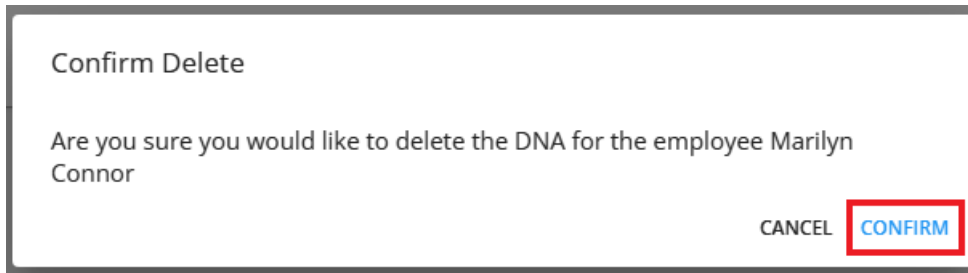 Confirm Delete
Are you sure you would like to delete the DNA for the employee Marilyn
Connor
CANCEL CONFIRM